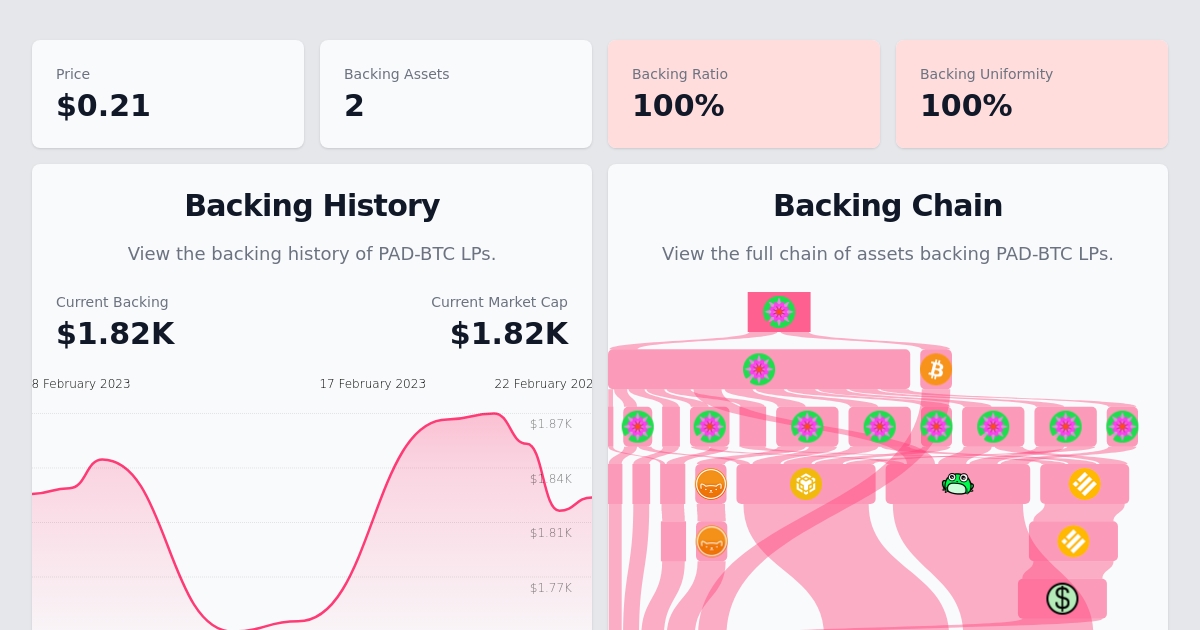 Price
$0.21
Backing Assets
2
Backing Ratio
100%
Backing Uniformity
100%
Backing History
View the backing history of PAD-BTC LPs.
Current Backing
$1.82K
Current Market Cap
$1.82K
8 February 2023
17 February 2023
22 February 202
$1.87K
$1.84K
$1.81K
$1.77K
Backing Chain
View the full chain of assets backing PAD-BTC LPs.